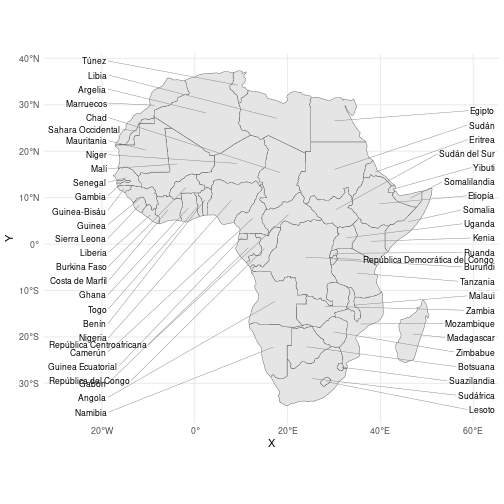 40°N
30°N
20°N
10°N
0°
10°S
20°S
30°S
Y
Túnez
Libia
Argelia
Marruecos
Chad
Sahara Occidental
Mauritania
Níger
Malí
Senegal
Gambia
Guinea-Bisáu
Guinea
Sierra Leona
Liberia
Burkina Faso
Costa de Marfil
Ghana
Togo
Benín
Nigeria
República Centroafricana
Camerún
Guinea Ecuatorial
República del Congo
Gabón
Angola
Namibia
Egipto
Sudán
Eritrea
Sudán del Sur
Yibuti
Somalilandia
Etiopía
Somalia
Uganda
Kenia
Ruanda
República Democrática del Congo
Burundi
Tanzania
Malaui
Zambia
Mozambique
Madagascar
Zimbabue
Botsuana
Suazilandia
Sudáfrica
Lesoto
20°W
0°
20°E
40°E
60°E
X